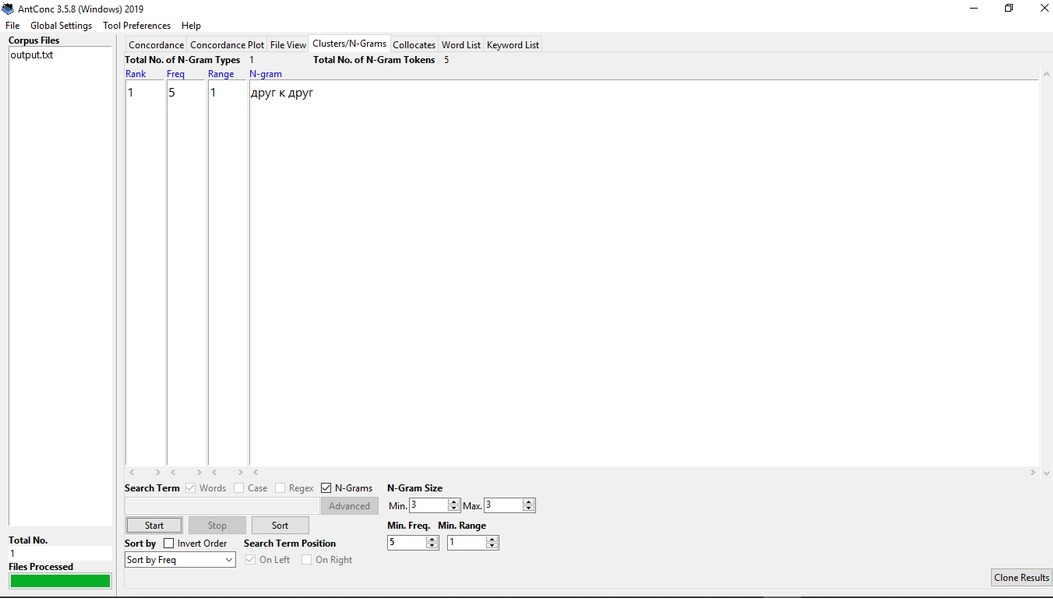 AntConc 3.5.8 (Windows) 2019
File Global Settings Tool Preferences Help
Corpus Files
output.txt
Concordance Concordance Plot File View Clusters/N-Grams Collocates Word List Keyword List
Total No. of N-Gram Types 1 Total No. of N-Gram Tokens 5
Rank Freq Range N-gram
1 5 1 друг к друг
Search Term Words Case Regex N-Grams N-Gram Size
Advanced Min. 3 Max. 3
Start Stop Sort Min. Freq. Min. Range
Total No.
1
Sort by Invert Order Search Term Position 5 1
Files Processed
Sort by Freq On Left On Right
Clone Results